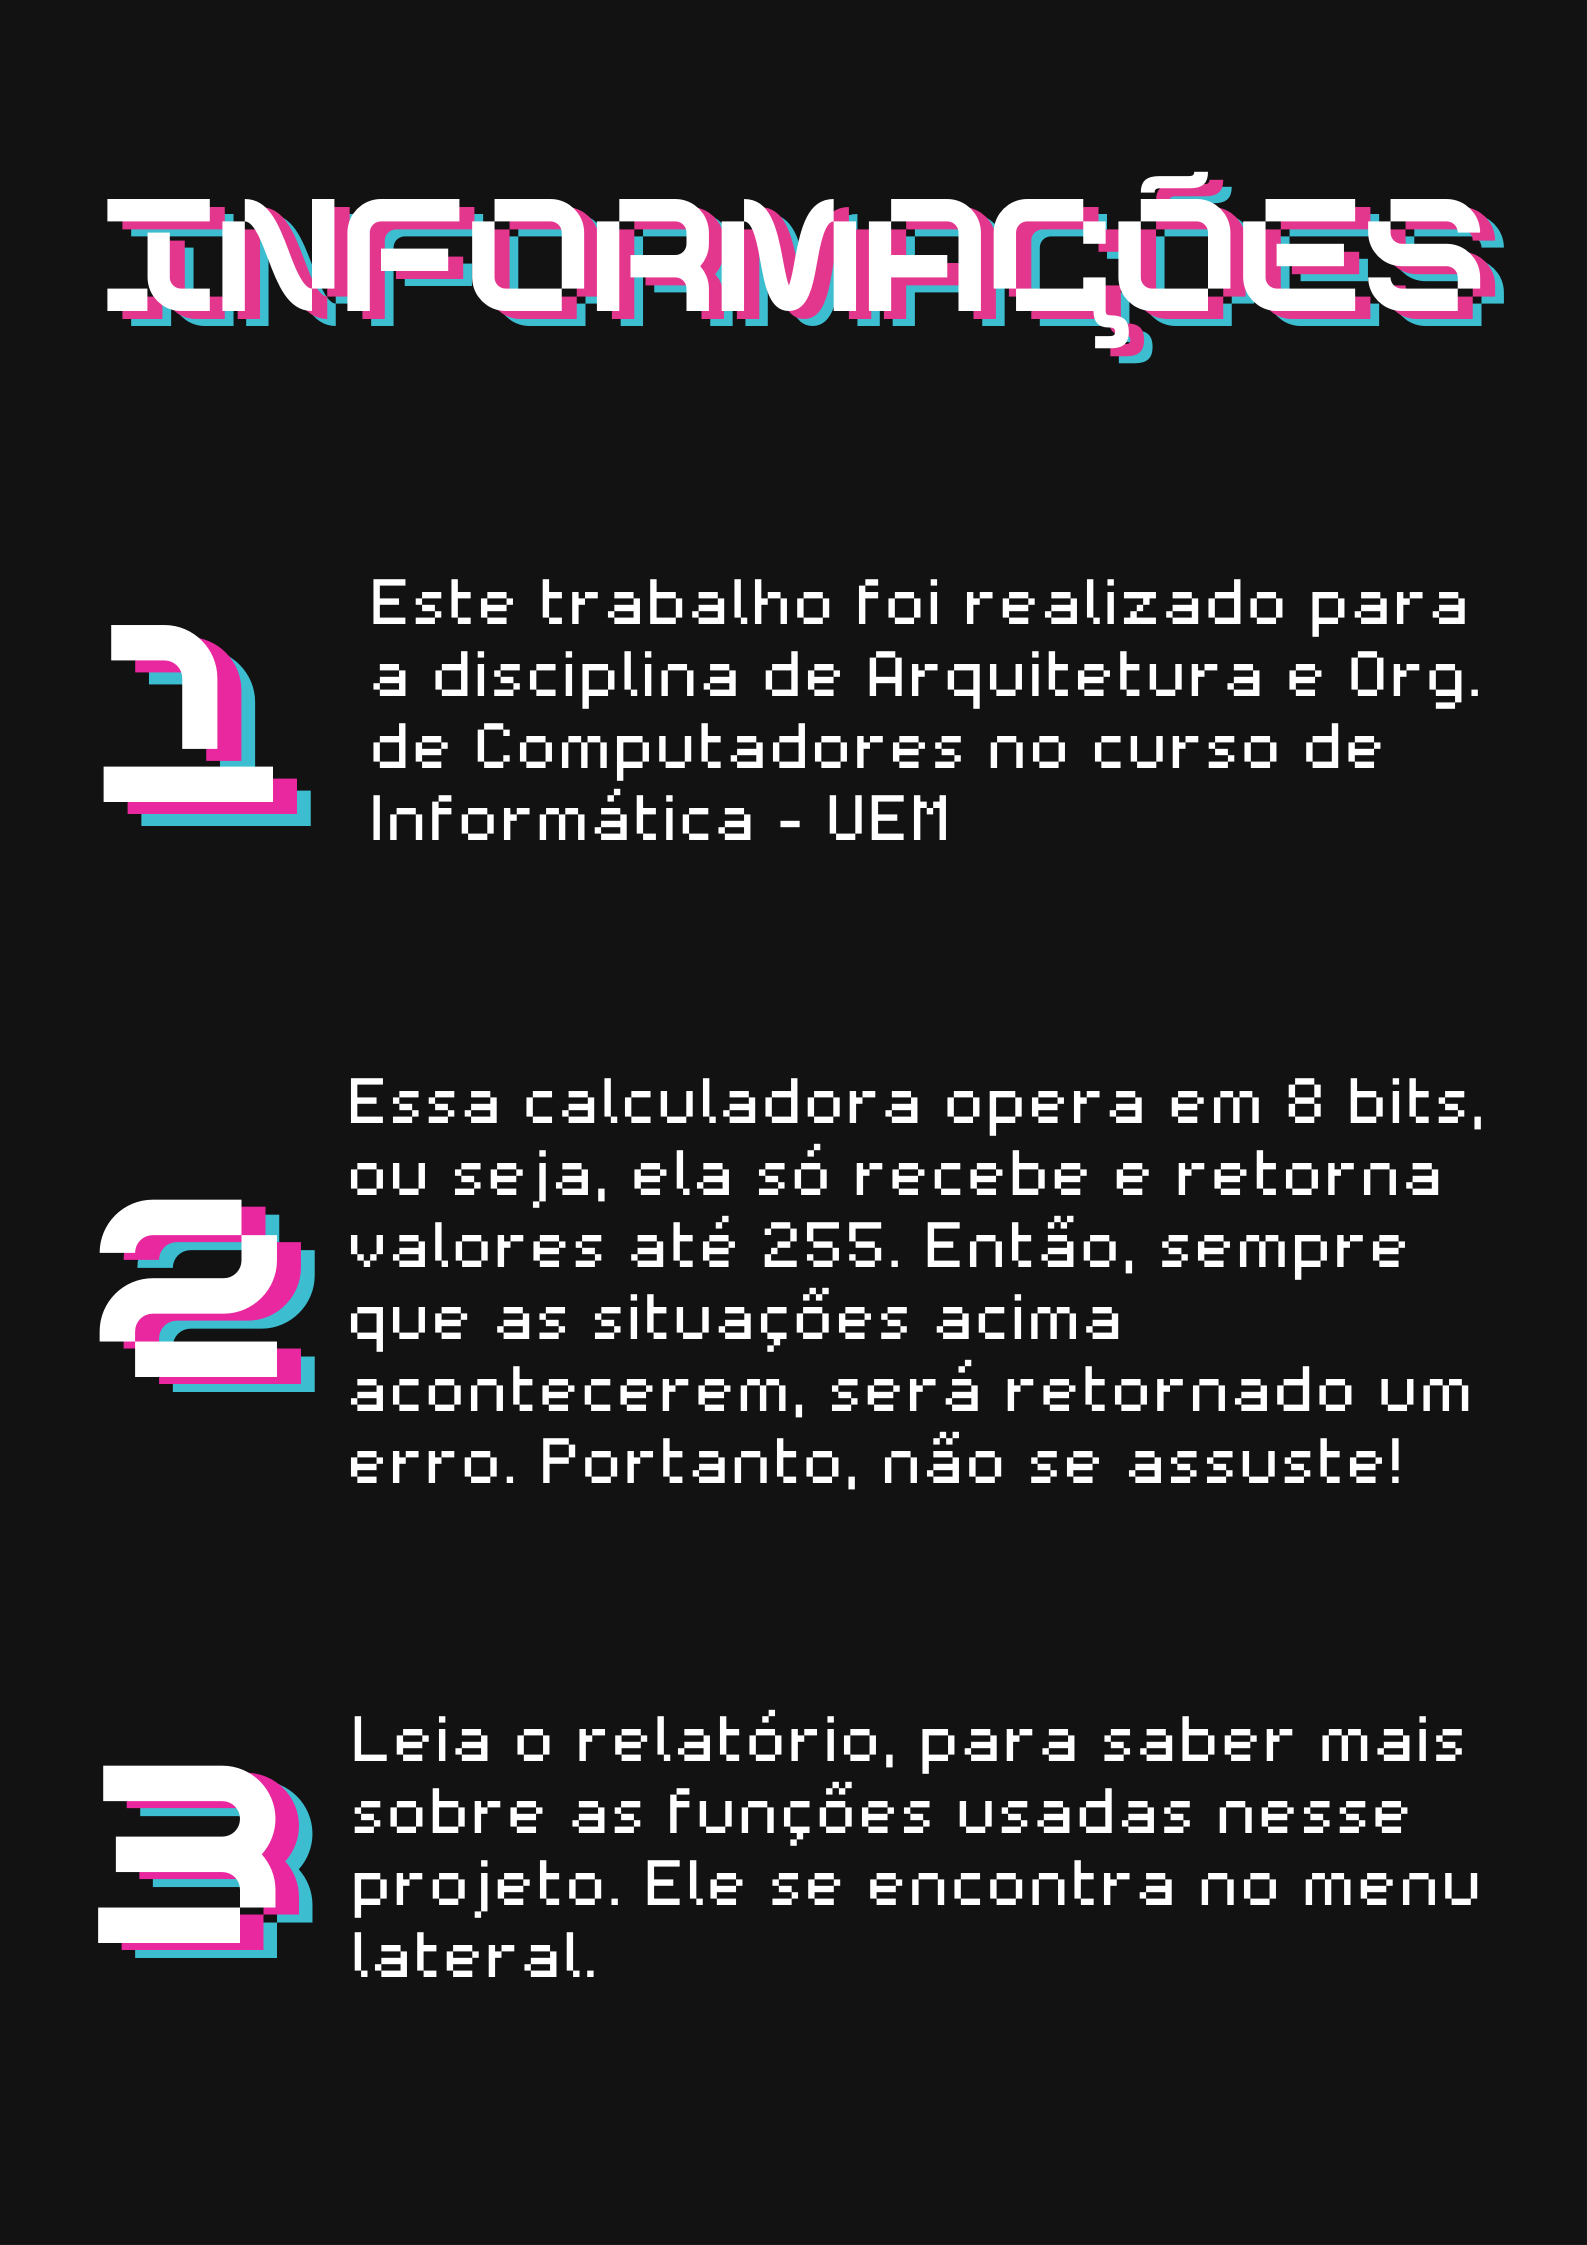 INFORMAÇÕES
1
Este trabalho foi realizado para
a disciplina de Arquitetura e Org.
de Computadores no curso de
Informática - UEM
2
Essa calculadora opera em 8 bits,
ou seja, ela só recebe e retorna
valores até 255. Então, sempre
que as situações acima
acontecerem, será retornado um
erro. Portanto, não se assuste!
3
Leia o relatório, para saber mais
sobre as funções usadas nesse
projeto. Ele se encontra no menu
lateral.